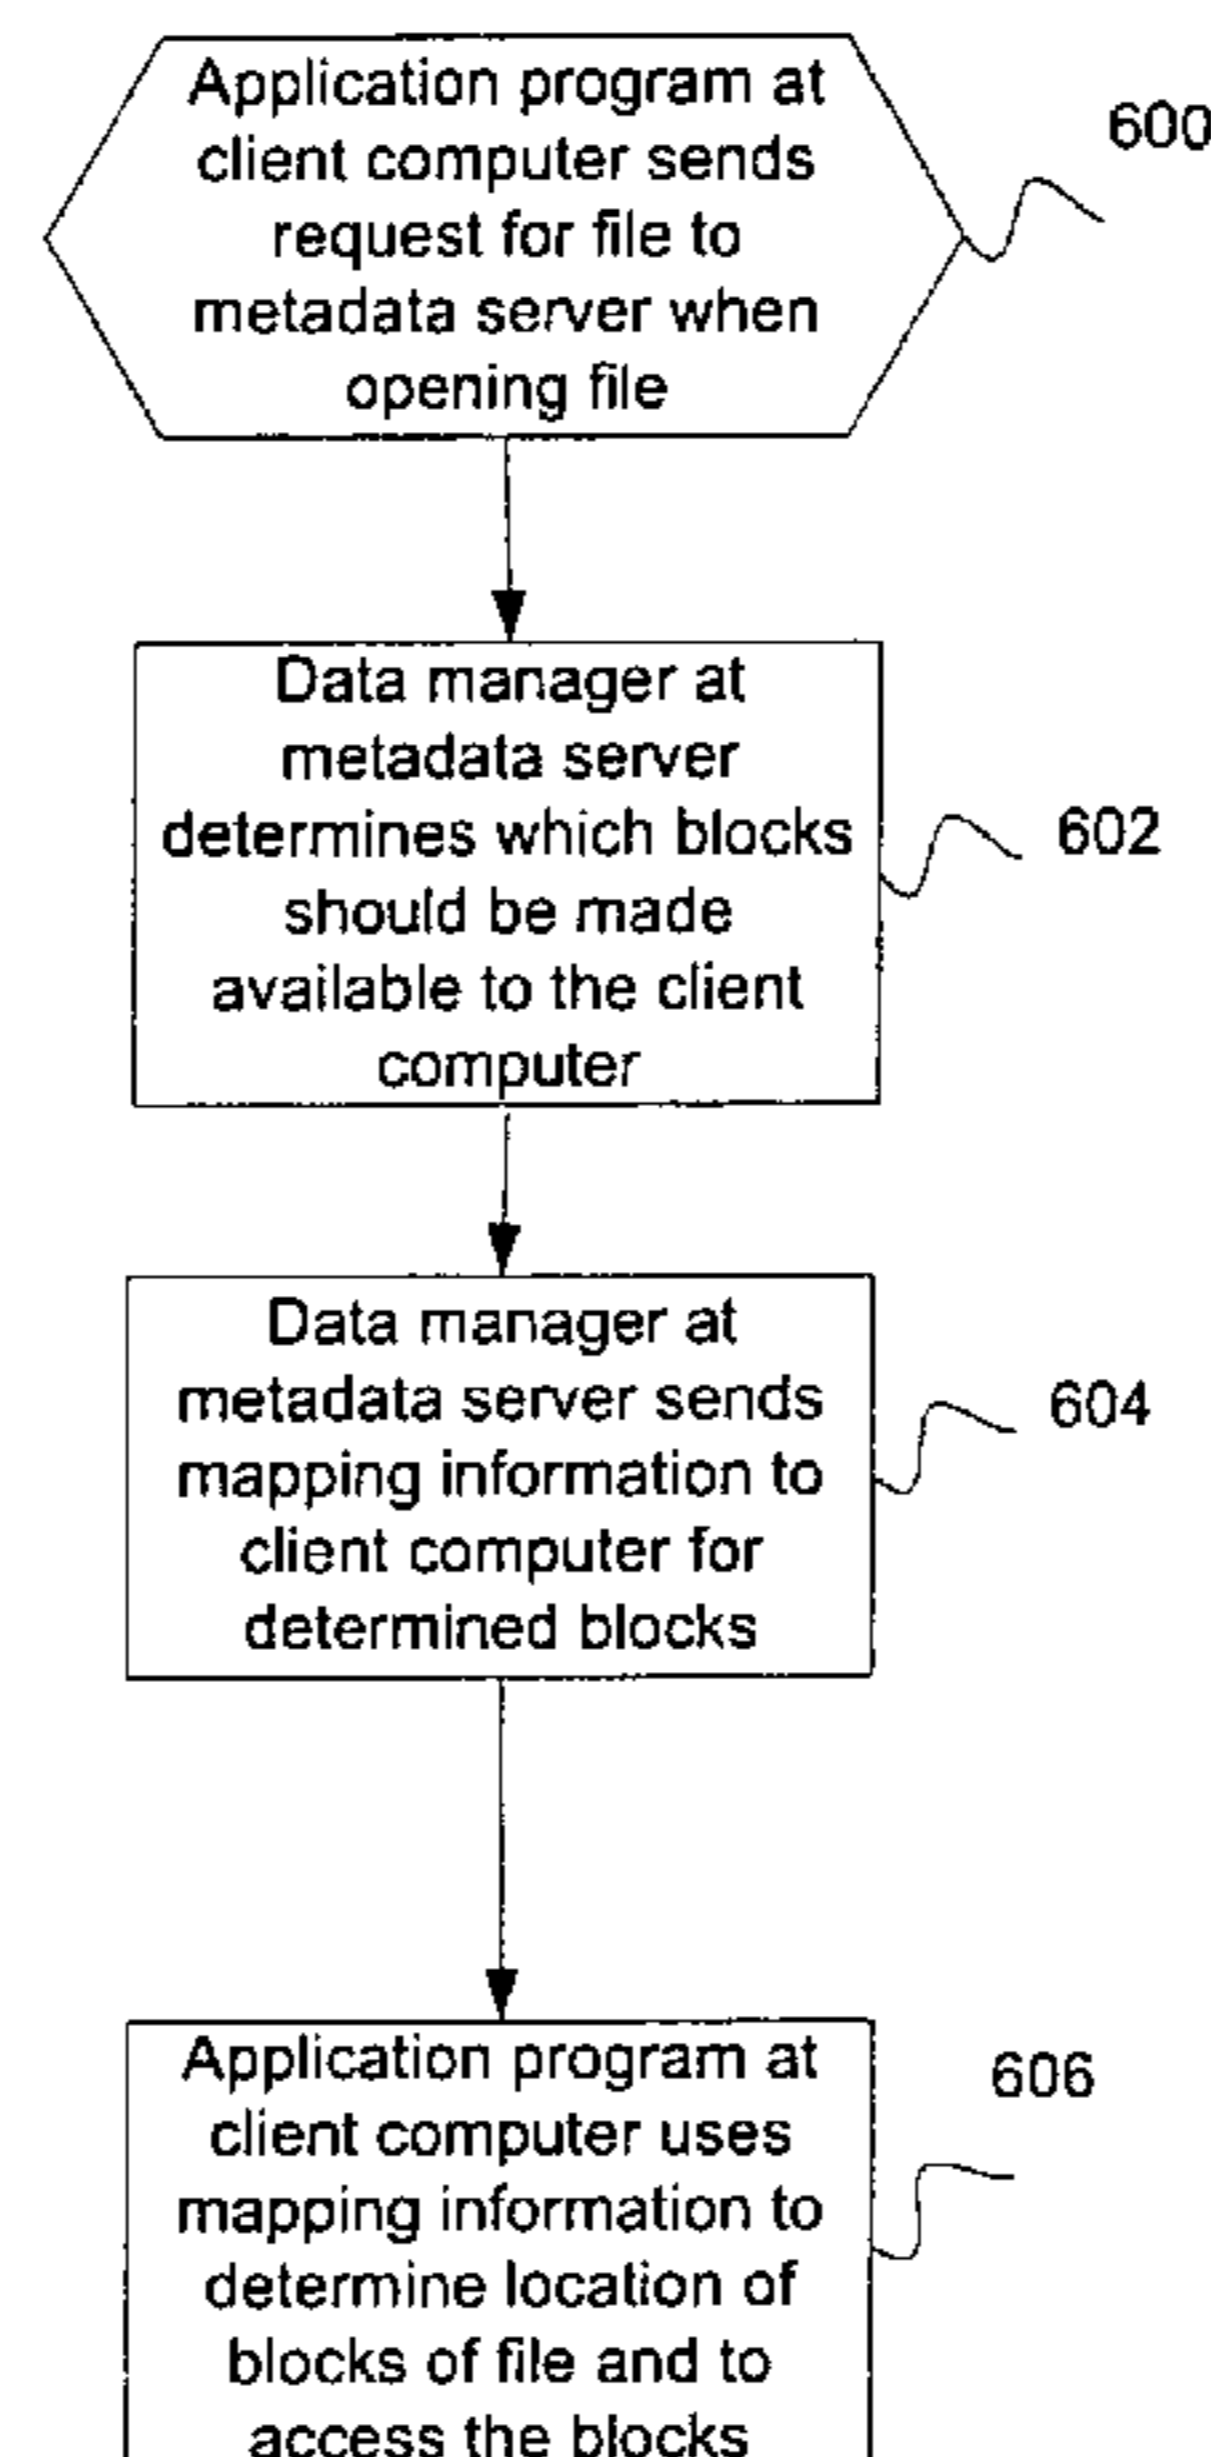 Application program at
client computer sends
request for file to
metadata server when
opening file
600
Data manager at
metadata server
determines which blocks
should be made
available to the client
computer
602
Data manager at
metadata server sends
mapping information to
client computer for
determined blocks
604
Application program at
client computer uses
mapping information to
determine location of
blocks of file and to
access the blocks
606